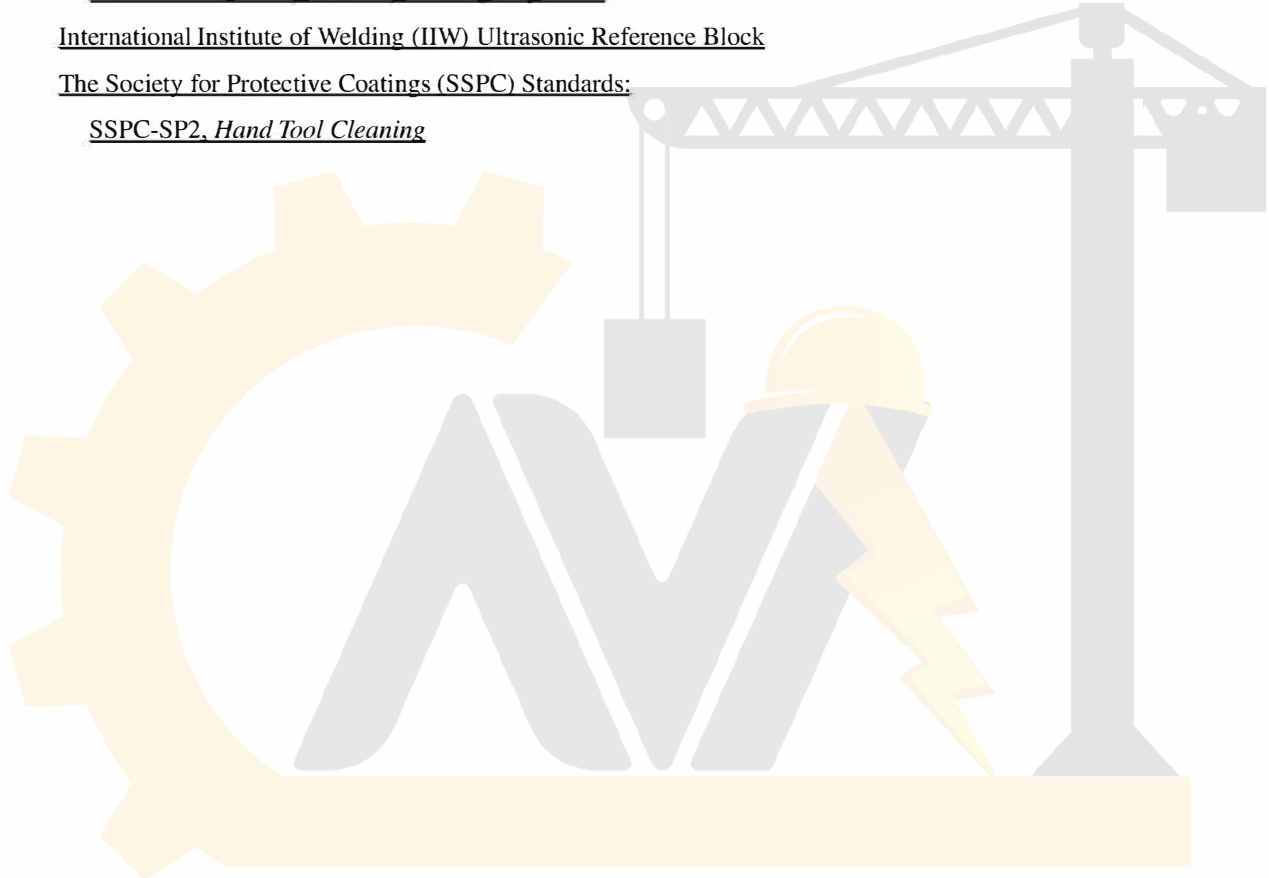 International Institute of Welding (IIW) Ultrasonic Reference Block
The Society for Protective Coatings (SSPC) Standards:
SSPC-SP2, Hand Tool Cleaning